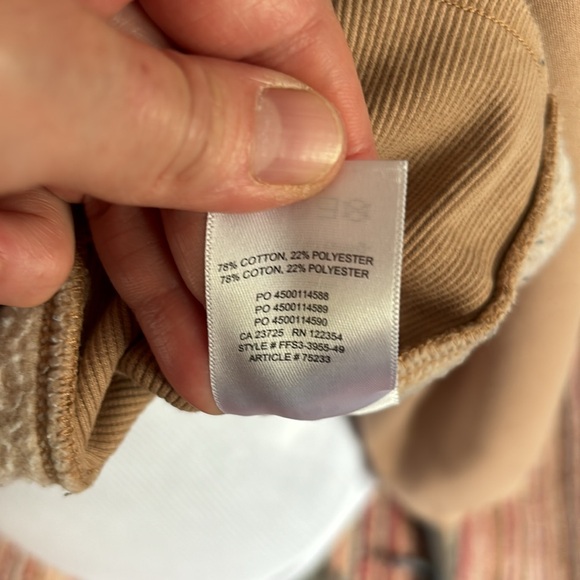 78% COTTON, 22% POLYESTER
78% COTON, 22% POLYESTER
PO 4500114588
PO 4500114589
PO 4500114590
CA 23725 RN 122354
STYLE # FFS3-3955-49
ARTICLE # 75233